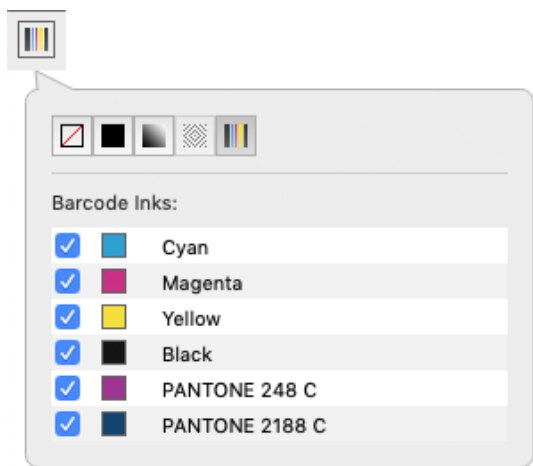 Barcode Inks:
Cyan
Magenta
Yellow
Black
PANTONE 248 C
PANTONE 2188 C